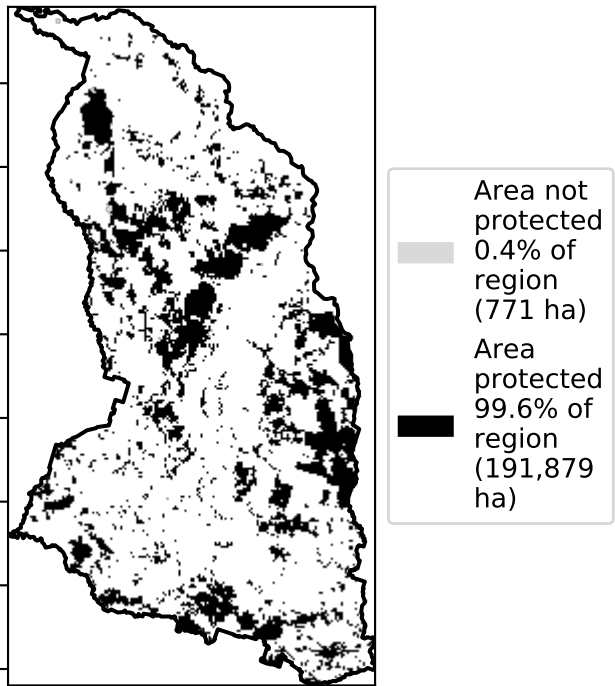 Area not
protected
0.4% of
region
(771 ha)
Area
protected
99.6% of
region
(191,879
ha)